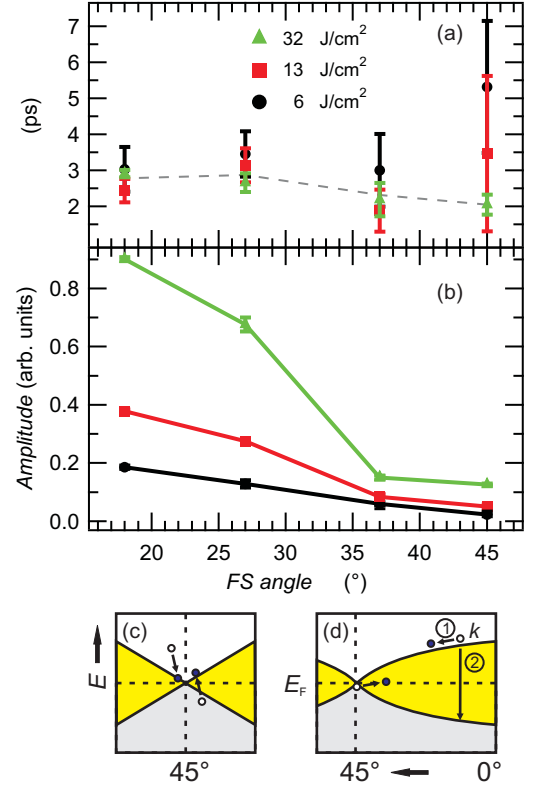 (a)
32 J/cm²
13 J/cm²
6 J/cm²
(ps)
7
6
5
4
3
2
(b)
Amplitude (arb. units)
0.8
0.6
0.4
0.2
0.0
20 25 30 35 40 45
FS angle (°)
(c)
E
45°
(d)
① k
②
E_F
45° 0°